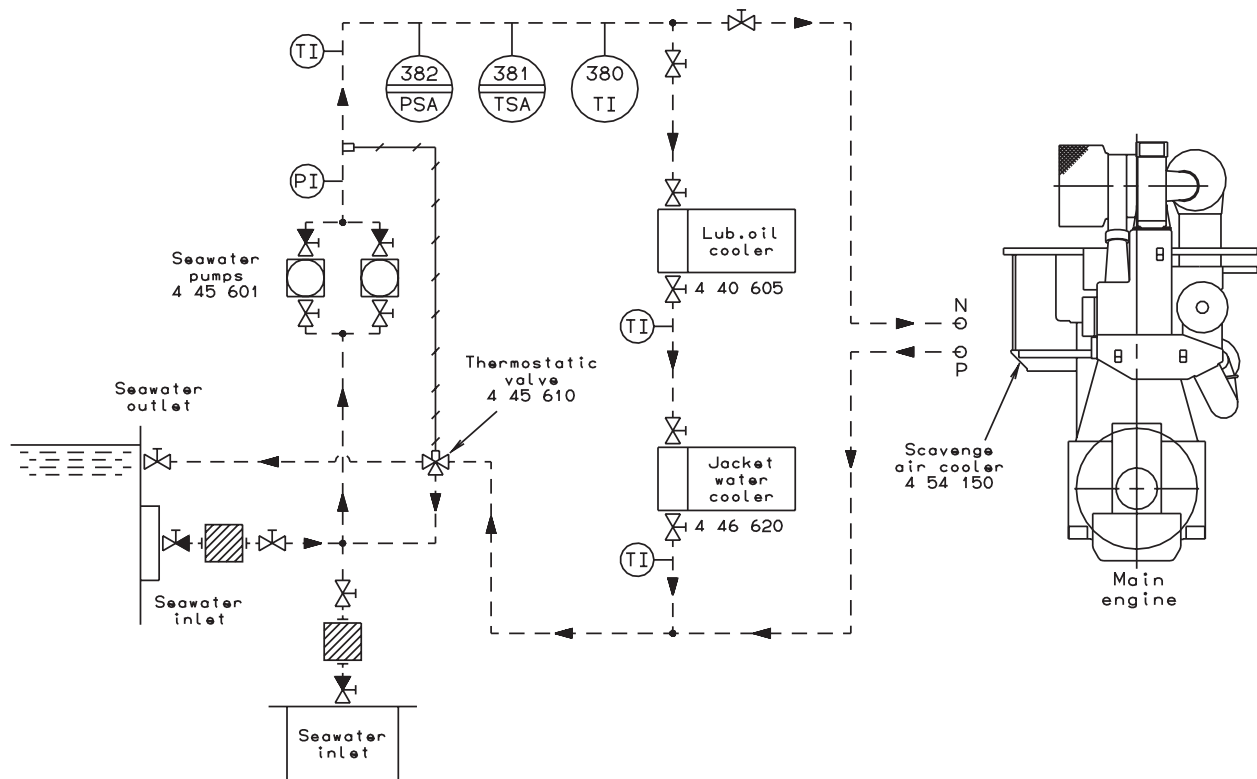 TI
382
PSA
381
TSA
380
TI
PI
Seawater
pumps
4 45 601
Lub.oil
cooler
4 40 605
TI
N
P
Thermostatic
valve
4 45 610
Seawater
outlet
Jacket
water
cooler
4 46 620
Scavenge
air cooler
4 54 150
TI
Seawater
inlet
Main
engine
Seawater
inlet